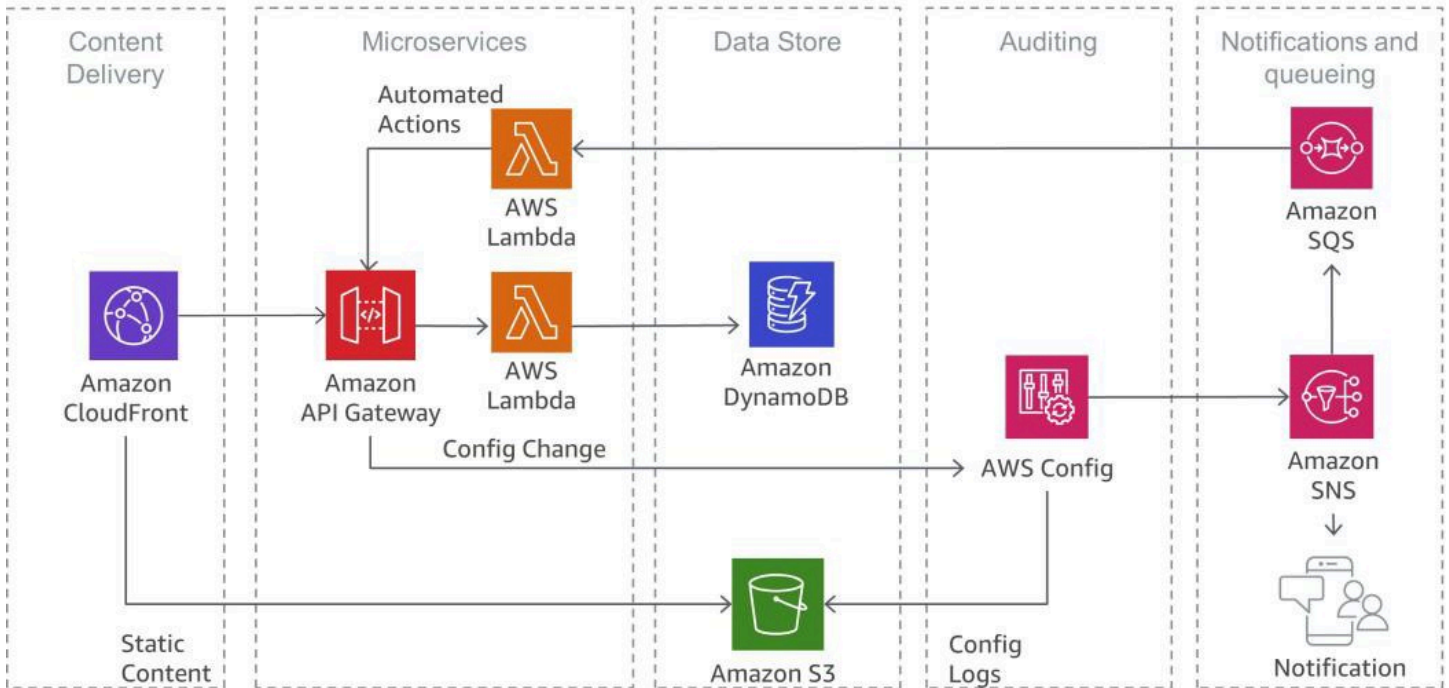 Content
Delivery
Microservices
Data Store
Auditing
Notifications and
queueing
Automated
Actions
AWS
Lambda
Amazon
SQS
Amazon
CloudFront
Amazon
API Gateway
</>
AWS
Lambda
Amazon
DynamoDB
Config Change
AWS Config
Amazon
SNS
Static
Content
Amazon S3
Config
Logs
Notification